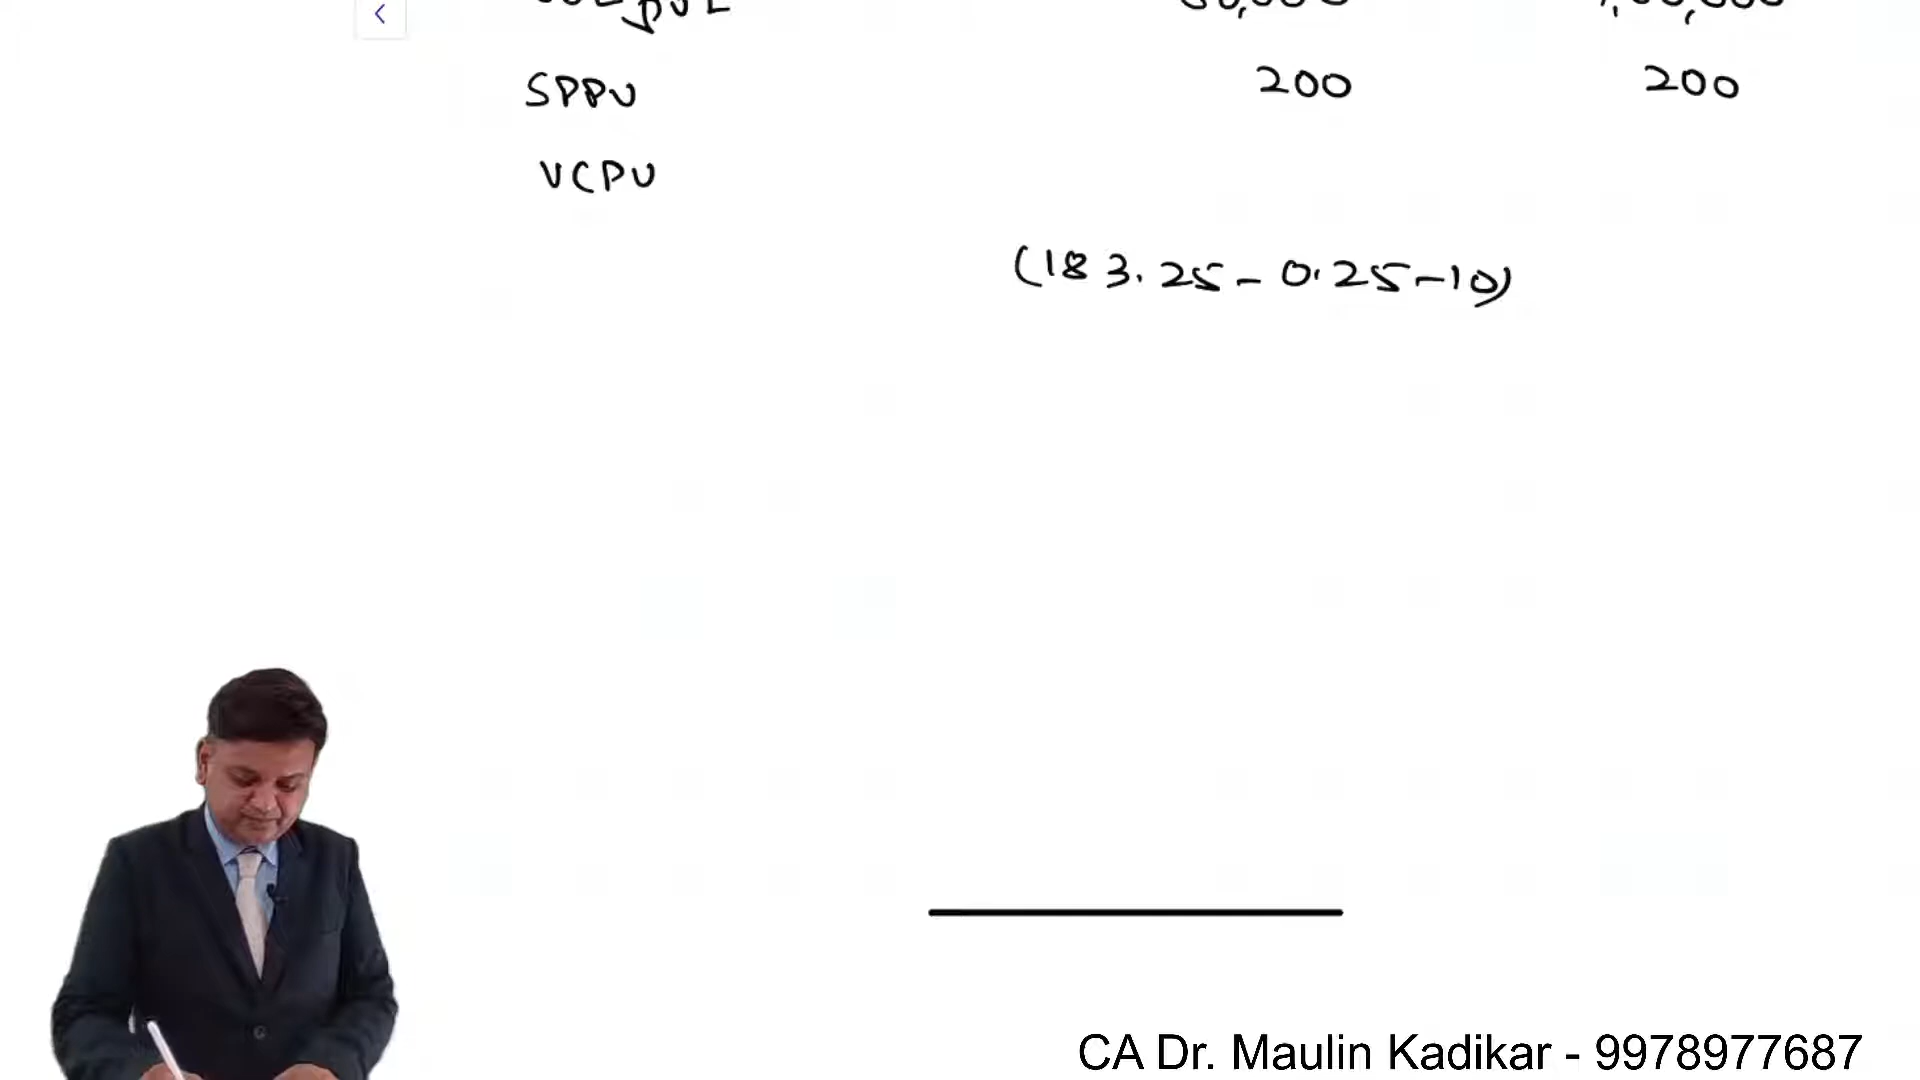 SPPU 200 200
VCPU
(183.25-0.25-10)
CA Dr. Maulin Kadikar - 9978977687